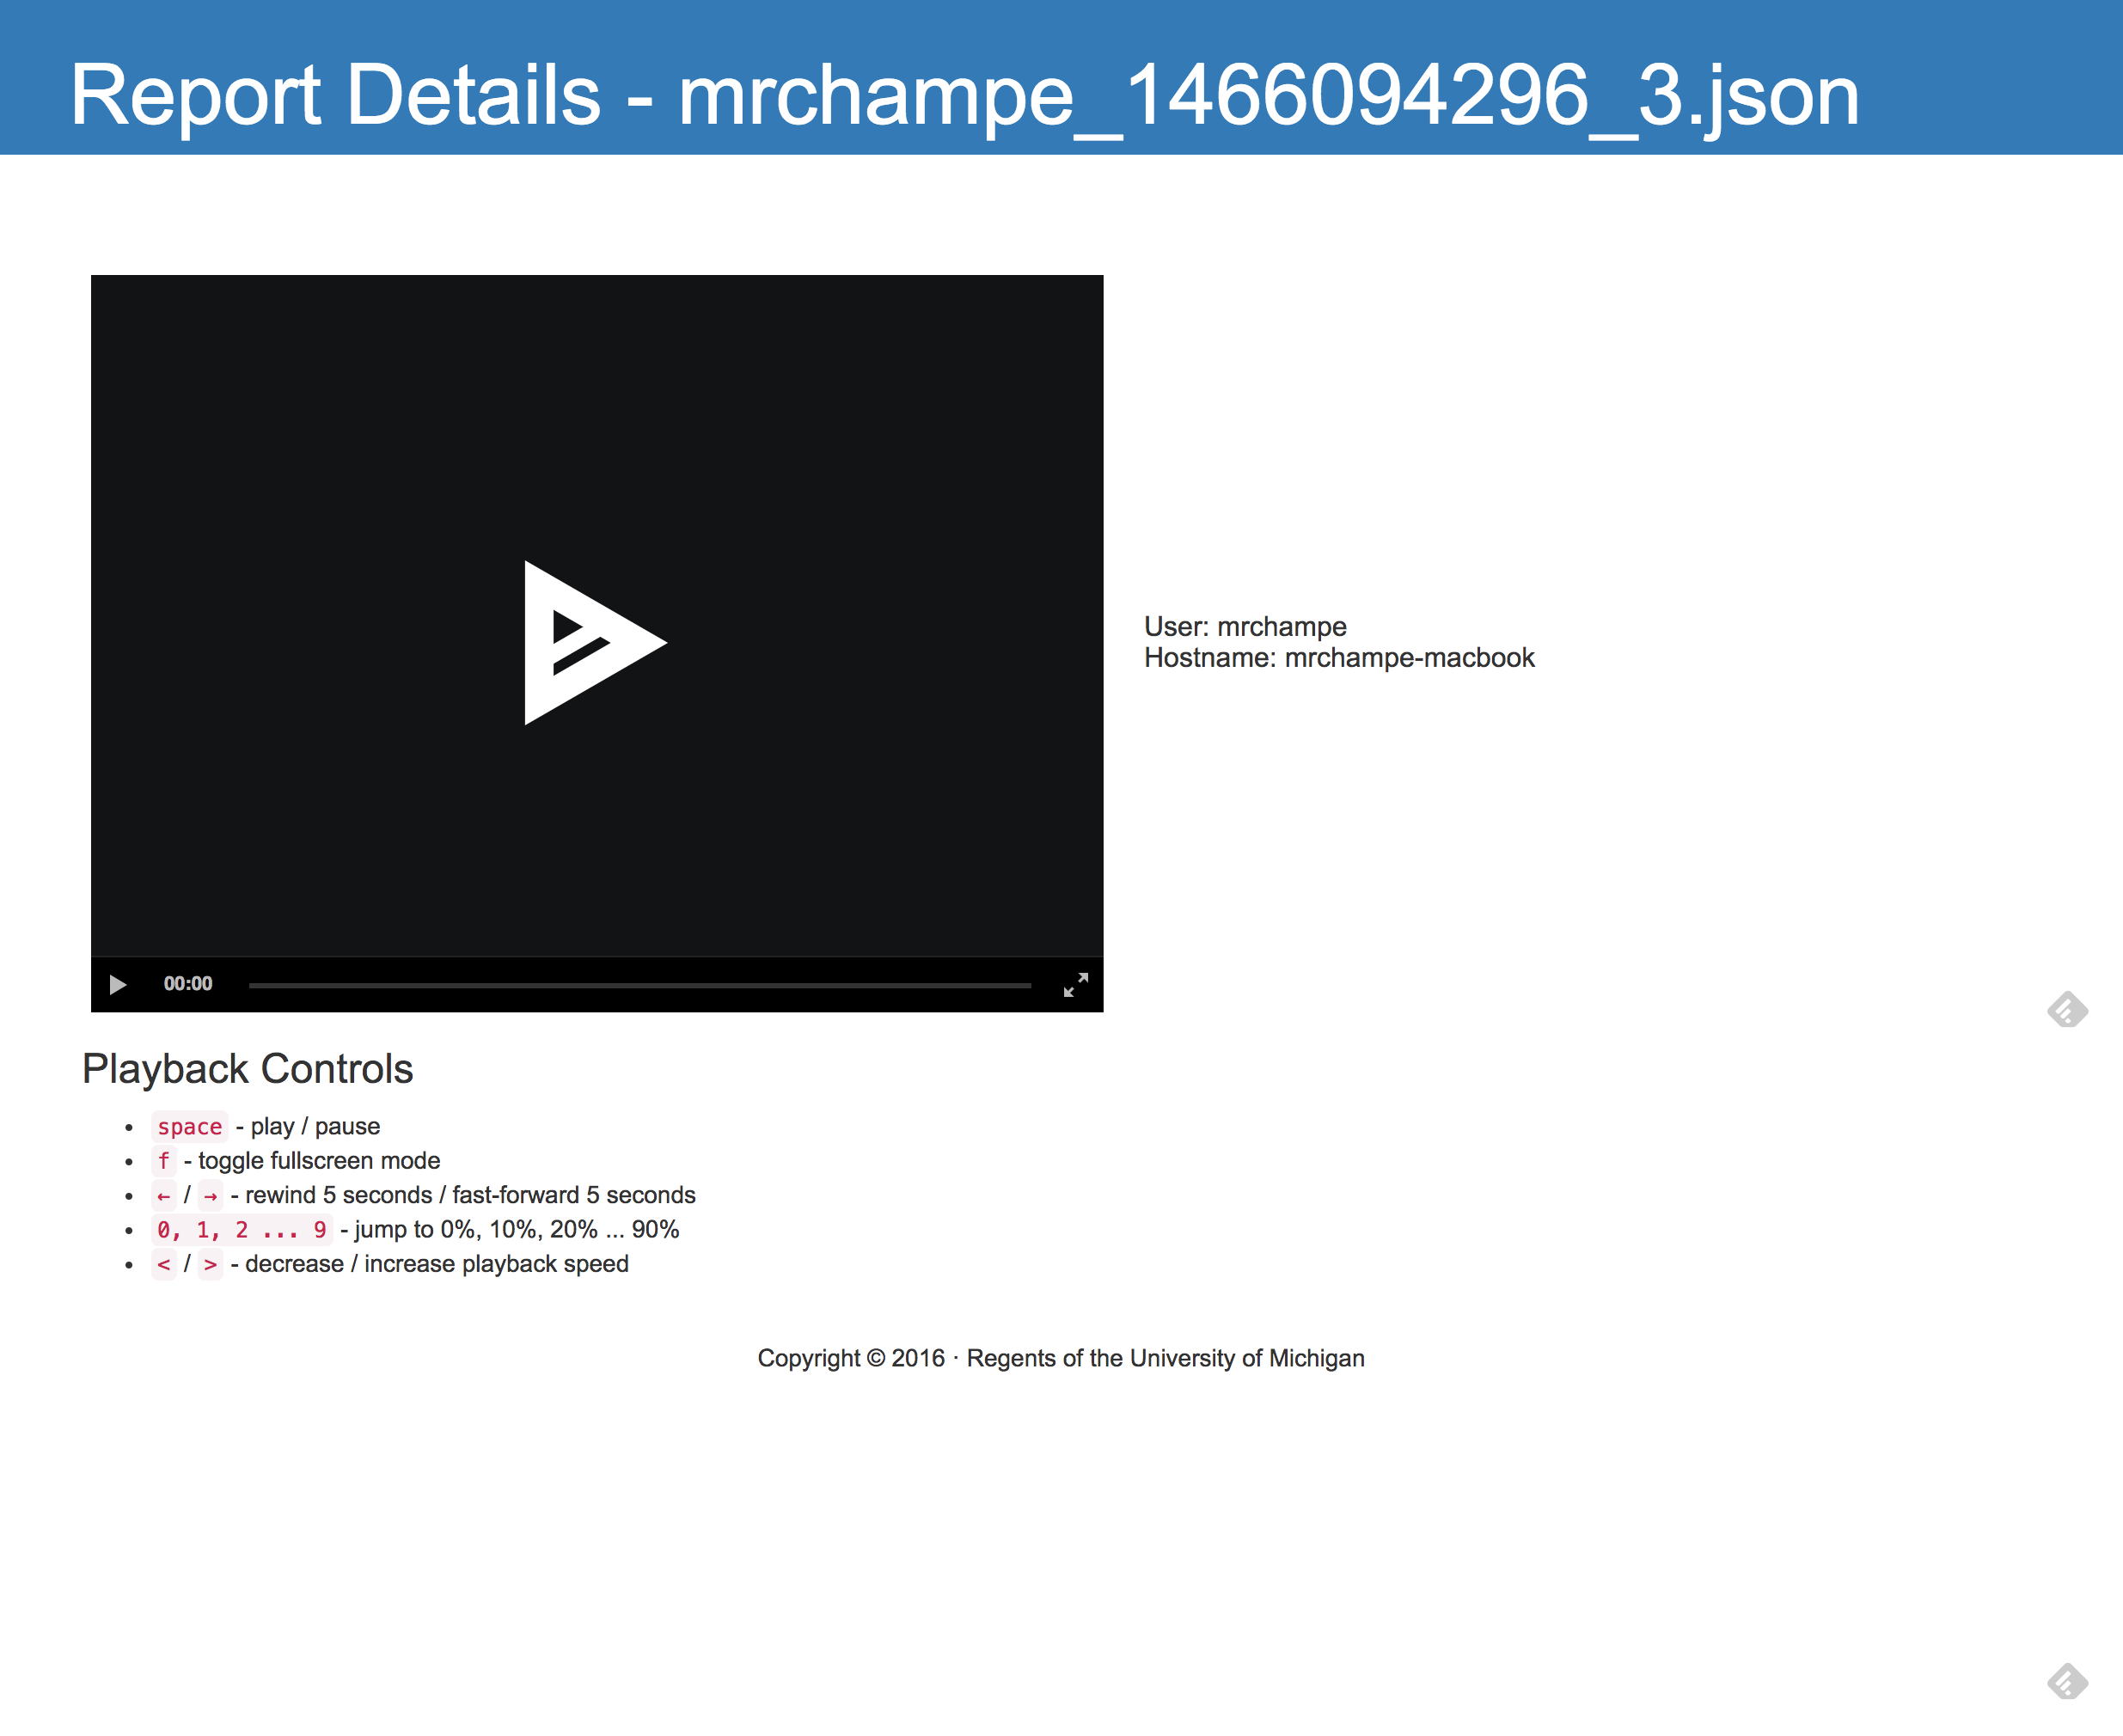 Report Details - mrchampe_1466094296_3.json
User: mrchampe
Hostname: mrchampe-macbook
00:00
Playback Controls
• space - play / pause
• f - toggle fullscreen mode
• ← / → - rewind 5 seconds / fast-forward 5 seconds
• 0, 1, 2 ... 9 - jump to 0%, 10%, 20% ... 90%
• < / > - decrease / increase playback speed
Copyright © 2016 · Regents of the University of Michigan